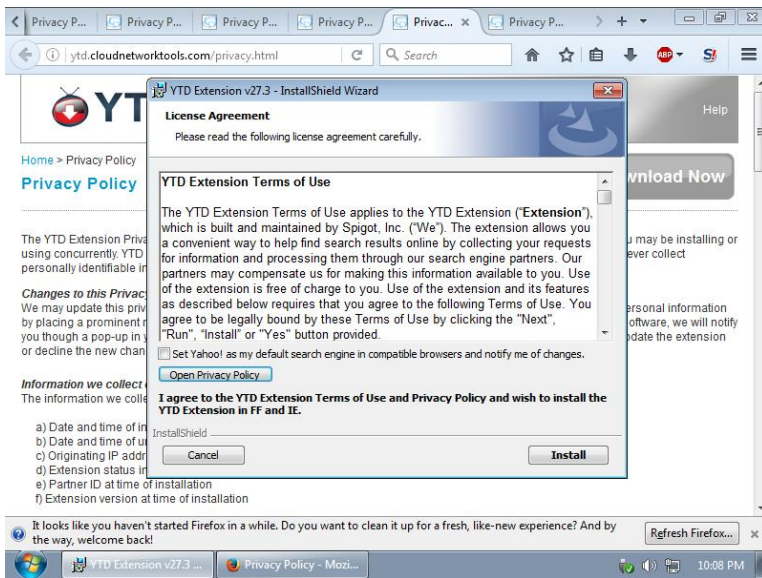 Privacy P...
Privacy P...
Privacy P...
Privacy P...
Privac...
Privacy P...
ytd.cloudnetworktools.com/privacy.html
Search
ABP
S!
YT
Help
Home > Privacy Policy
Privacy Policy
wnload Now
The YTD Extension Priva
u may be installing or
using concurrently. YTD
ever collect
personally identifiable in
Changes to this Privac
We may update this priv
ersonal information
by placing a prominent n
oftware, we will notify
you though a pop-up in y
pdate the extension
or decline the new chan
Information we collect
The information we colle
a) Date and time of in
b) Date and time of u
c) Originating IP addr
d) Extension status in
e) Partner ID at time of installation
f) Extension version at time of installation
YTD Extension v27.3 - InstallShield Wizard
License Agreement
Please read the following license agreement carefully.
YTD Extension Terms of Use
The YTD Extension Terms of Use applies to the YTD Extension (“Extension”),
which is built and maintained by Spigot, Inc. (“We”). The extension allows you
a convenient way to help find search results online by collecting your requests
for information and processing them through our search engine partners. Our
partners may compensate us for making this information available to you. Use
of the extension is free of charge to you. Use of the extension and its features
as described below requires that you agree to the following Terms of Use. You
agree to be legally bound by these Terms of Use by clicking the "Next",
"Run", “Install” or "Yes" button provided.
Set Yahoo! as my default search engine in compatible browsers and notify me of changes.
Open Privacy Policy
I agree to the YTD Extension Terms of Use and Privacy Policy and wish to install the
YTD Extension in FF and IE.
InstallShield
Cancel
Install
It looks like you haven't started Firefox in a while. Do you want to clean it up for a fresh, like-new experience? And by
the way, welcome back!
Refresh Firefox...
YTD Extension v27.3 ...
Privacy Policy - Mozi...
10:08 PM